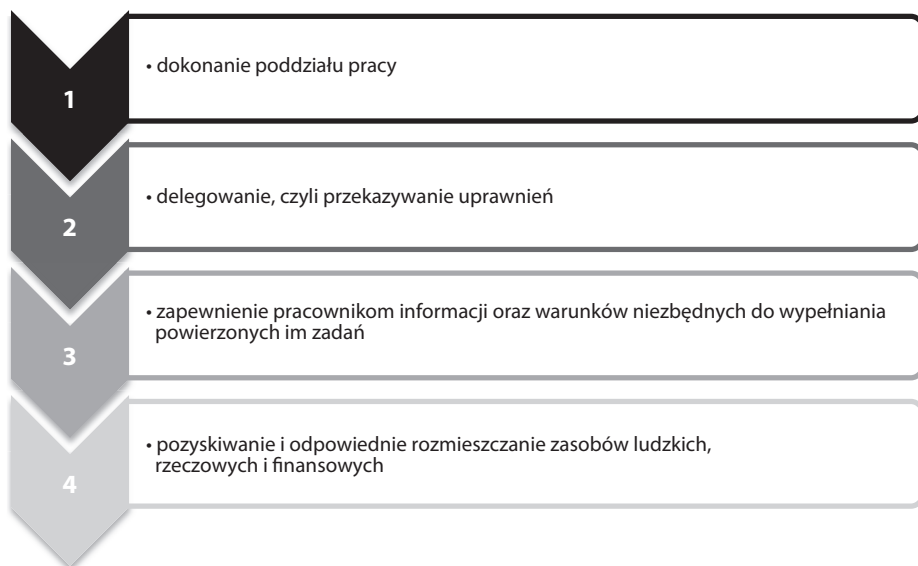 1
• dokonanie poddziału pracy
2
• delegowanie, czyli przekazywanie uprawnień
3
• zapewnienie pracownikom informacji oraz warunków niezbędnych do wypełniania
powierzonych im zadań
4
• pozyskiwanie i odpowiednie rozmieszczanie zasobów ludzkich,
rzeczowych i finansowych